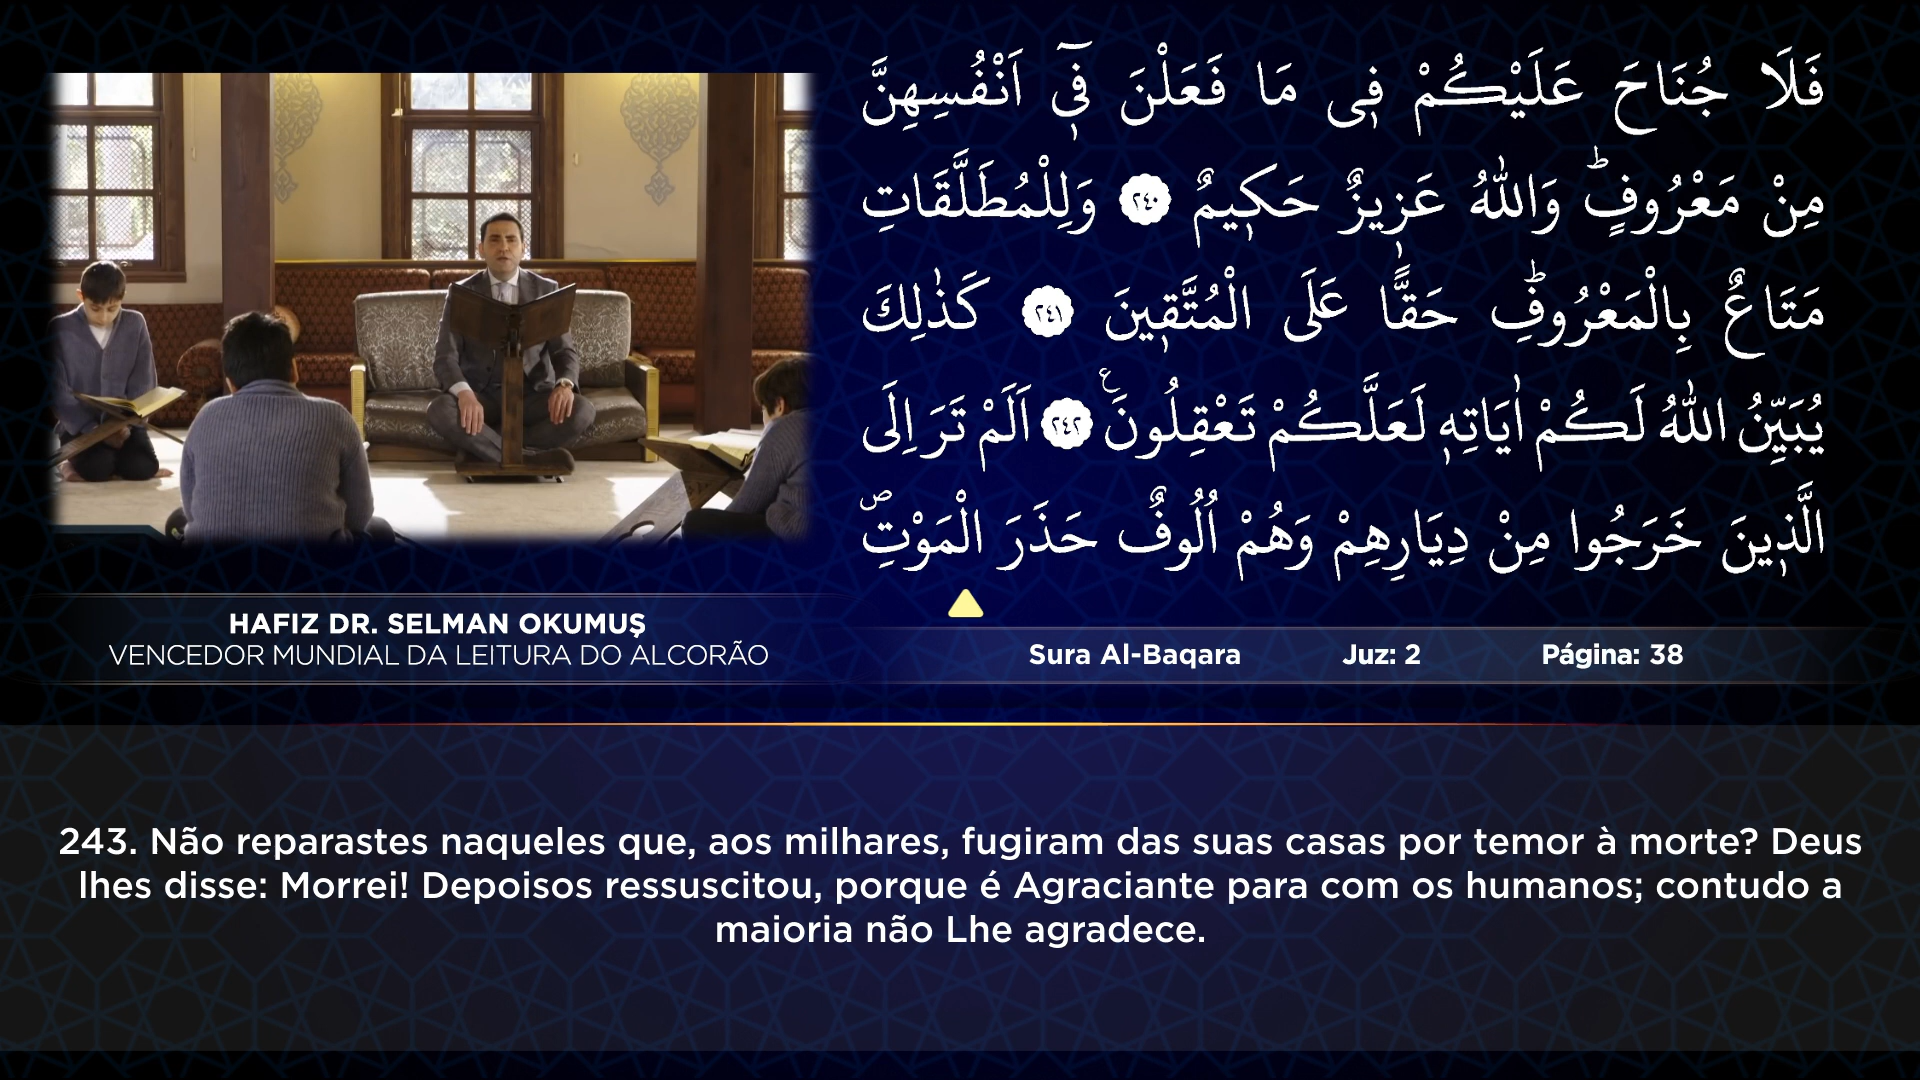 فَلَا جُنَاحَ عَلَيْكُمْ فٖى مَا فَعَلْنَ فٖٓى اَنْفُسِهِنَّ
مِنْ مَعْرُوفٍؕ وَاللّٰهُ عَزٖيزٌ حَكٖيمٌ ﴿٢٤٠﴾ وَلِلْمُطَلَّقَاتِ
مَتَاعٌ بِالْمَعْرُوفِؕ حَقًّا عَلَى الْمُتَّقٖينَ ﴿٢٤١﴾ كَذٰلِكَ
يُبَيِّنُ اللّٰهُ لَكُمْ اٰيَاتِهٖ لَعَلَّكُمْ تَعْقِلُونَࣖ ﴿٢٤٢﴾ اَلَمْ تَرَ اِلَى
الَّذٖينَ خَرَجُوا مِنْ دِيَارِهِمْ وَهُمْ اُلُوفٌ حَذَرَ الْمَوْتِࣕ
HAFIZ DR. SELMAN OKUMUŞ
VENCEDOR MUNDIAL DA LEITURA DO ALCORÃO
Sura Al-Baqara Juz: 2 Página: 38
243. Não reparastes naqueles que, aos milhares, fugiram das suas casas por temor à morte? Deus
lhes disse: Morrei! Depoisos ressuscitou, porque é Agraciante para com os humanos; contudo a
maioria não Lhe agradece.